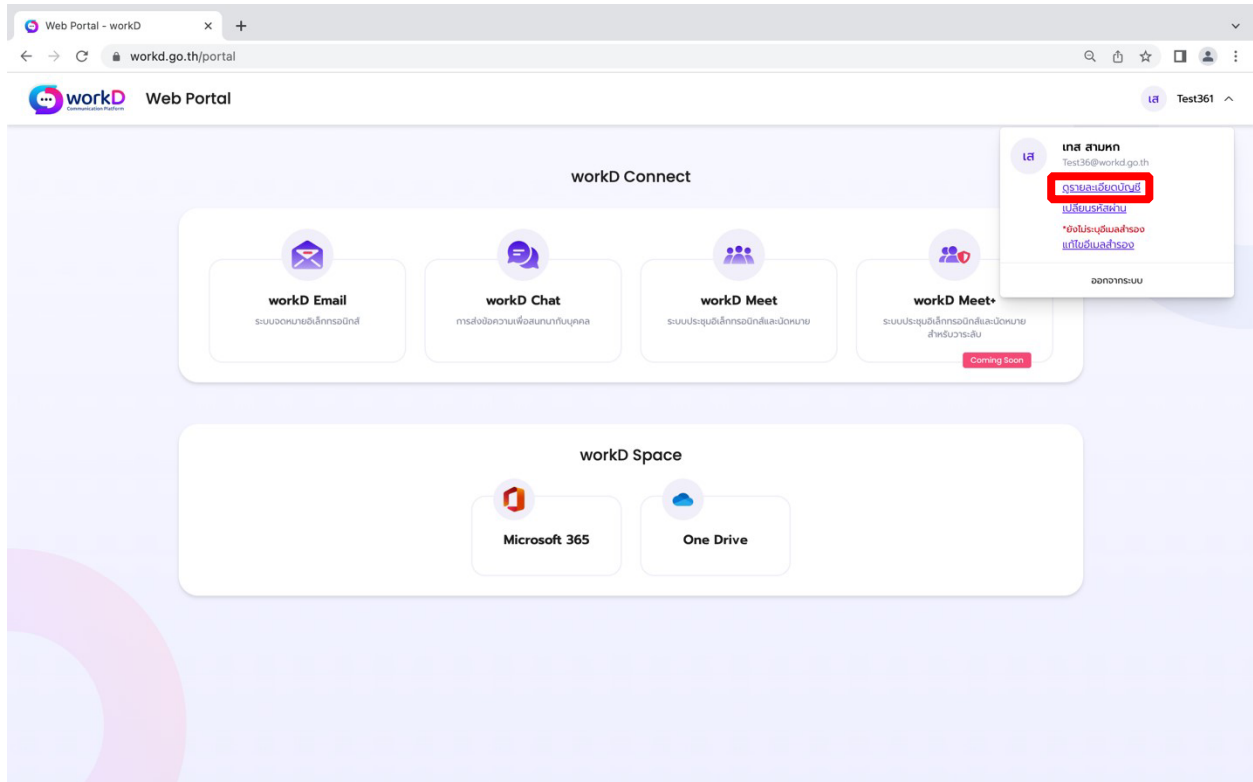 Web Portal - workD
workd.go.th/portal
workD
Communication Platform
Web Portal
เส Test361
เส
เทส สามหก
Test36@workd.go.th
ดูรายละเอียดบัญชี
เปลี่ยนรหัสผ่าน
*ยังไม่ระบุอีเมลสำรอง
แก้ไขอีเมลสำรอง
ออกจากระบบ
workD Connect
workD Email
ระบบจดหมายอิเล็กทรอนิกส์
workD Chat
การส่งข้อความเพื่อสนทนากับบุคคล
workD Meet
ระบบประชุมอิเล็กทรอนิกส์และนัดหมาย
workD Meet+
ระบบประชุมอิเล็กทรอนิกส์และนัดหมาย
สำหรับวาระลับ
Coming Soon
workD Space
Microsoft 365
One Drive